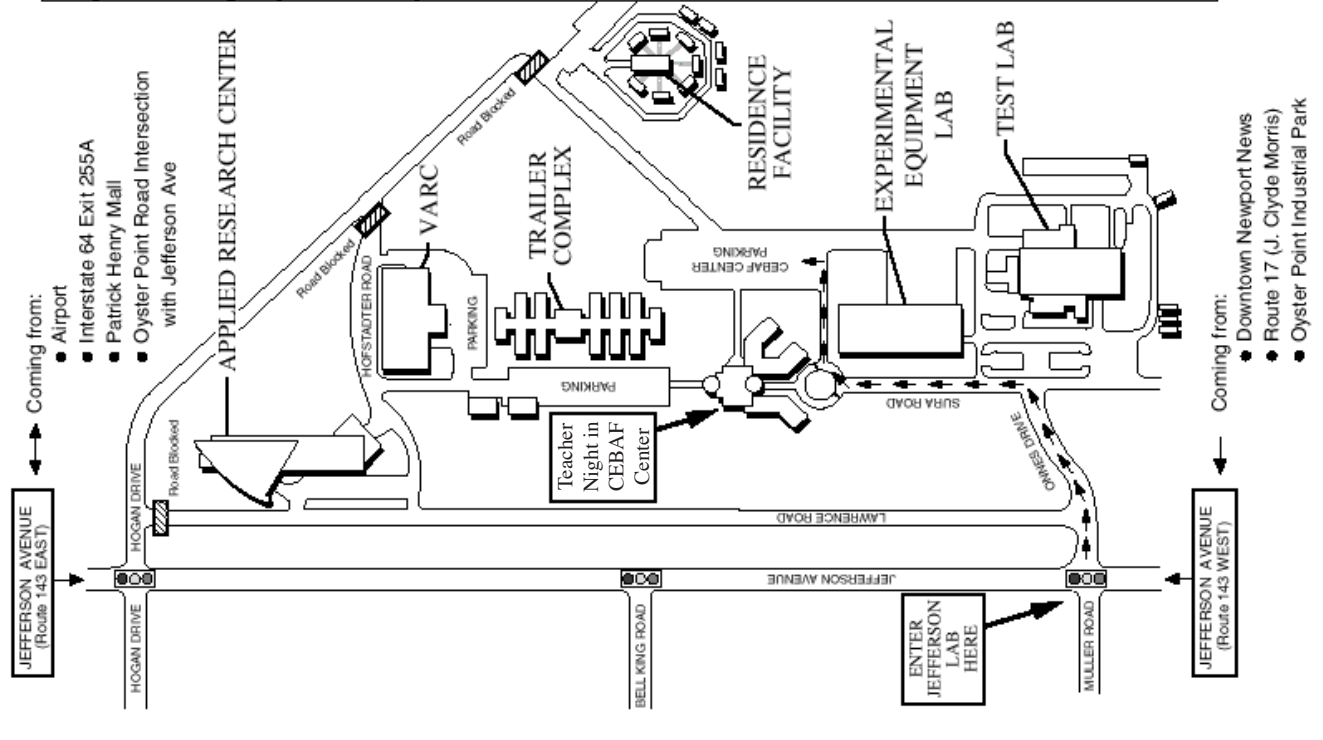 JEFFERSON AVENUE
(Route 143 EAST)
Coming from:
● Airport
● Interstate 64 Exit 255A
● Patrick Henry Mall
● Oyster Point Road Intersection
with Jefferson Ave
HOGAN DRIVE
HOGAN DRIVE
Road Blocked
APPLIED RESEARCH CENTER
Road Blocked
Road Blocked
HOFSTADTER ROAD
VARC
PARKING
TRAILER
COMPLEX
PARKING
RESIDENCE
FACILITY
Teacher
Night in
CEBAF
Center
CEBAF CENTER
PARKING
EXPERIMENTAL
EQUIPMENT
LAB
TEST LAB
SURA ROAD
ONNES DRIVE
LAWRENCE ROAD
JEFFERSON AVENUE
BELL KING ROAD
ENTER
JEFFERSON
LAB
HERE
MULLER ROAD
JEFFERSON AVENUE
(Route 143 WEST)
Coming from:
● Downtown Newport News
● Route 17 (J. Clyde Morris)
● Oyster Point Industrial Park